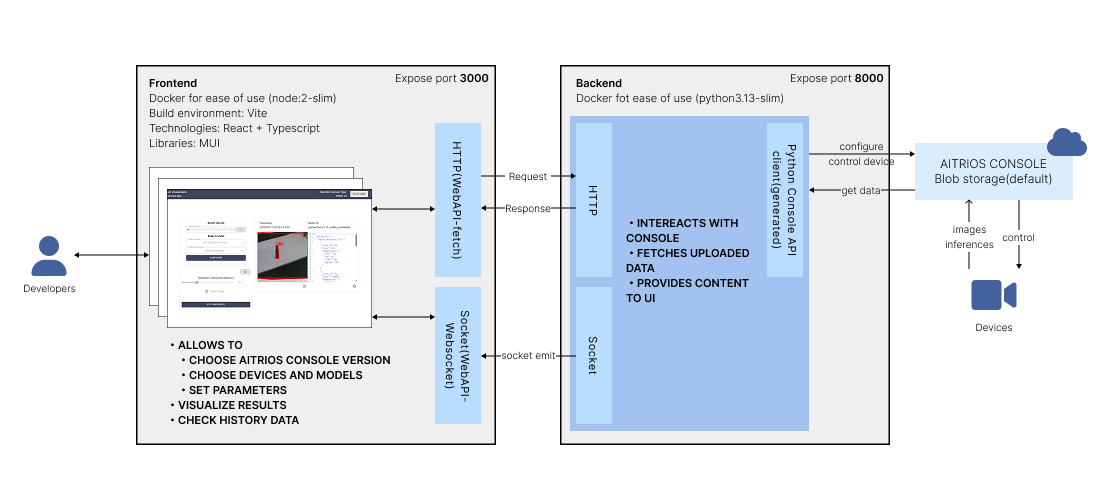 Frontend
Expose port 3000
Docker for ease of use (node:2-slim)
Build environment: Vite
Technologies: React + Typescript
Libraries: MUI
HTTP(WebAPI-fetch)
Socket(WebAPI-
Websocket)
Developers
• ALLOWS TO
• CHOOSE AITRIOS CONSOLE VERSION
• CHOOSE DEVICES AND MODELS
• SET PARAMETERS
• VISUALIZE RESULTS
• CHECK HISTORY DATA
Request
Response
socket emit
Backend
Expose port 8000
Docker fot ease of use (python3.13-slim)
HTTP
Socket
• INTEREACTS WITH
CONSOLE
• FETCHES UPLOADED
DATA
• PROVIDES CONTENT
TO UI
Python Console API
client(generated)
configure
control device
get data
AITRIOS CONSOLE
Blob storage(default)
images
inferences
control
Devices